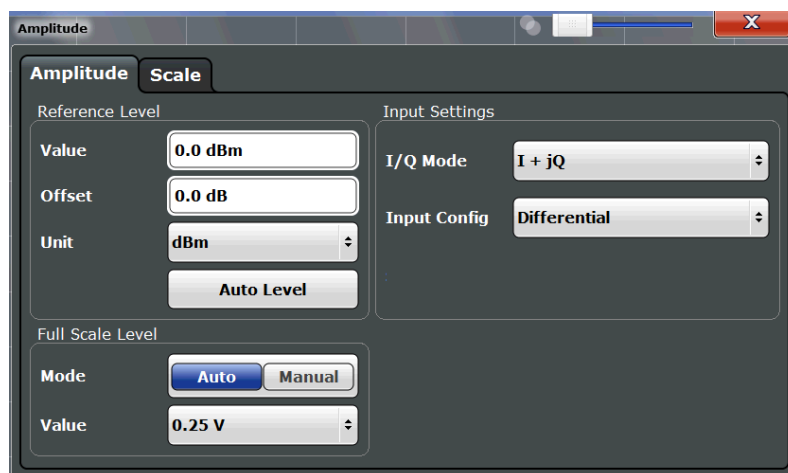 Amplitude
X
Amplitude Scale
Reference Level
Value 0.0 dBm
Offset 0.0 dB
Unit dBm
Auto Level
Input Settings
I/Q Mode I + jQ
Input Config Differential
Full Scale Level
Mode Auto Manual
Value 0.25 V